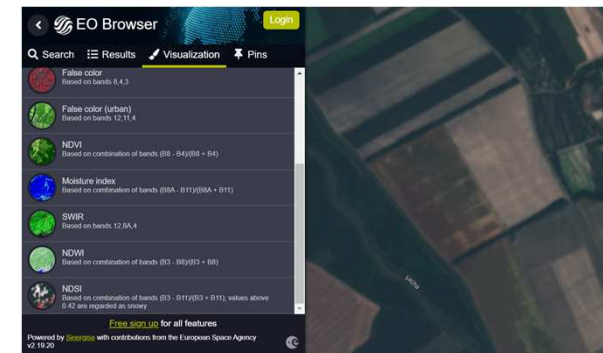 EO Browser
Login
Search
Results
Visualization
Pins
False color
Based on bands 8,4,3
False color (urban)
Based on bands 12,11,4
NDVI
Based on combination of bands (B8 - B4)/(B8 + B4)
Moisture index
Based on combination of bands (B8A - B11)/(B8A + B11)
SWIR
Based on bands 12,8A,4
NDWI
Based on combination of bands (B3 - B8)/(B3 + B8)
NDSI
Based on combination of bands (B3 - B11)/(B3 + B11); values above
0.42 are regarded as snowy
Free sign up for all features
Powered by Sinergise with contributions from the European Space Agency
v2.19.20